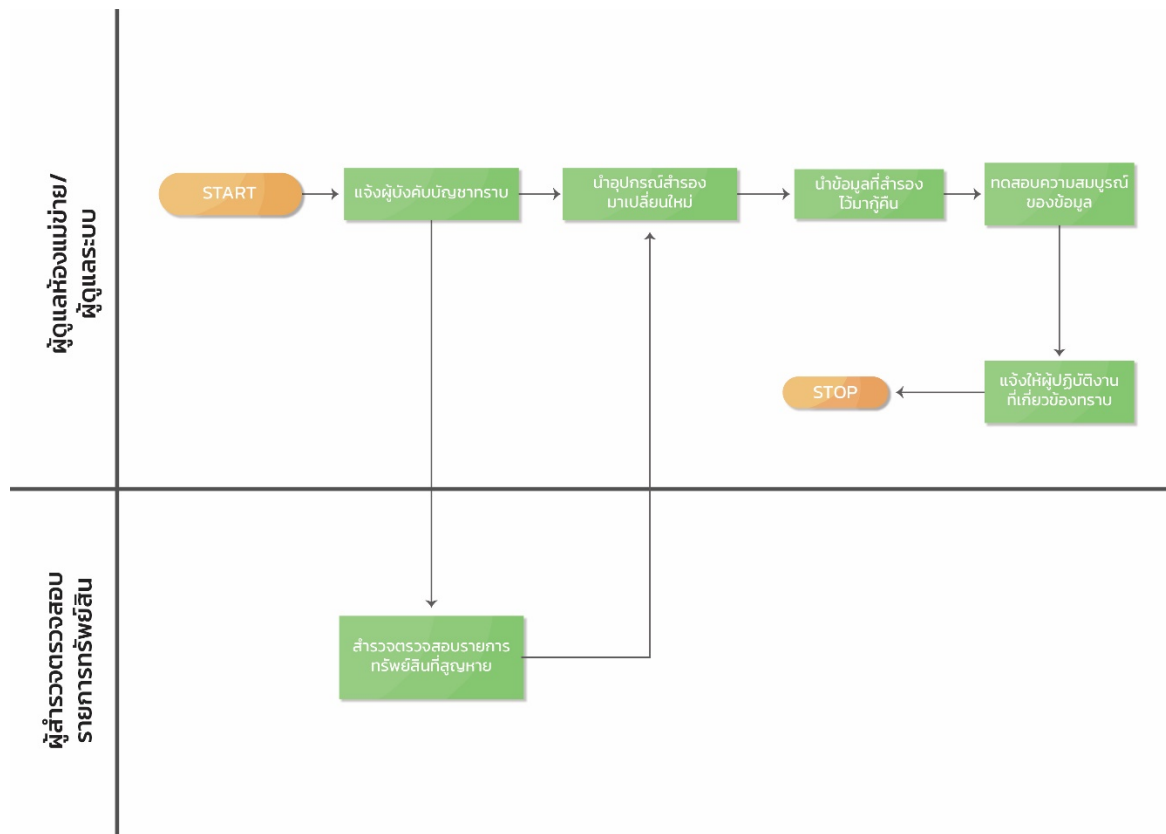 ผู้ดูแลห้องแม่ข่าย/
ผู้ดูแลระบบ
START
แจ้งผู้บังคับบัญชาทราบ
นำอุปกรณ์สำรอง
มาเปลี่ยนใหม่
นำข้อมูลที่สำรอง
ไว้มากู้คืน
ทดสอบความสมบูรณ์
ของข้อมูล
แจ้งให้ผู้ปฏิบัติงาน
ที่เกี่ยวข้องทราบ
STOP
ผู้สำรวจตรวจสอบ
รายการทรัพย์สิน
สำรวจตรวจสอบรายการ
ทรัพย์สินที่สูญหาย